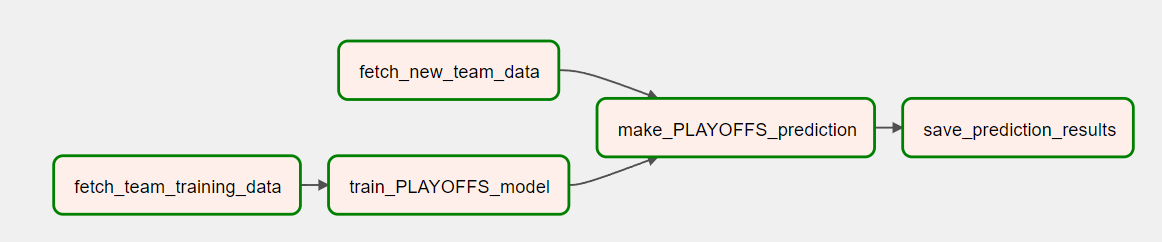 fetch_new_team_data
make_PLAYOFFS_prediction
save_prediction_results
fetch_team_training_data
train_PLAYOFFS_model